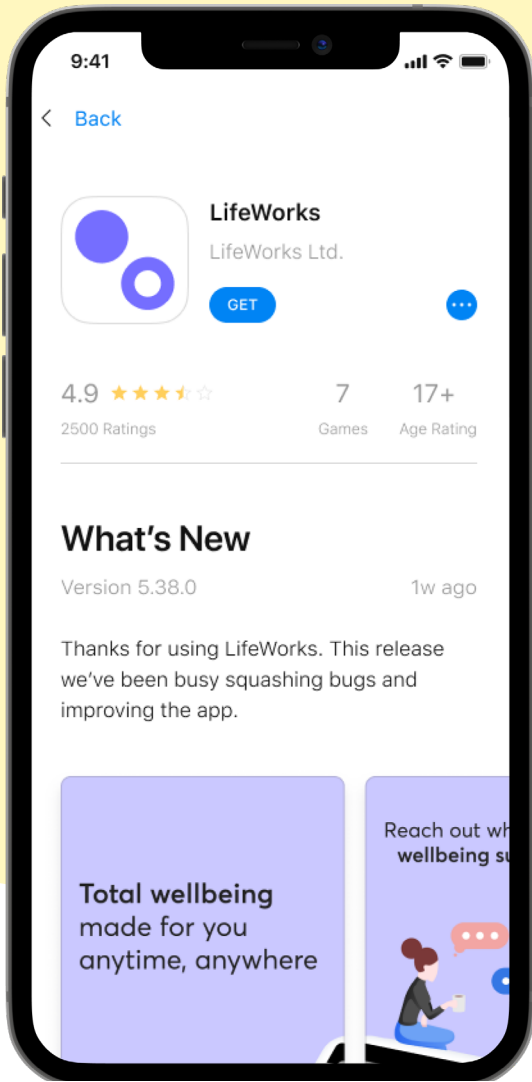 9:41
Back
LifeWorks
LifeWorks Ltd.
GET
4.9
7
17+
2500 Ratings
Games
Age Rating
What's New
Version 5.38.0
1w ago
Thanks for using LifeWorks. This release
we've been busy squashing bugs and
improving the app.
Total wellbeing
made for you
anytime, anywhere
Reach out
wellbeing